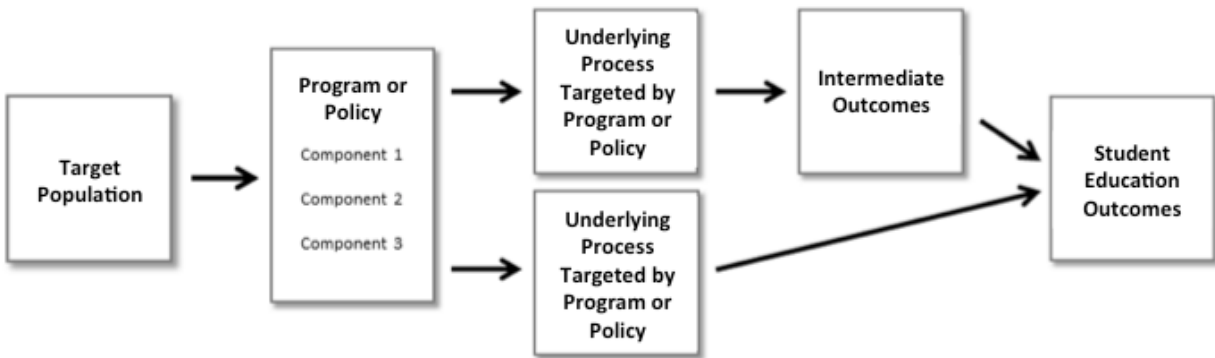 Target
Population
Program or
Policy
Component 1
Component 2
Component 3
Underlying
Process
Targeted by
Program or
Policy
Underlying
Process
Targeted by
Program or
Policy
Intermediate
Outcomes
Student
Education
Outcomes